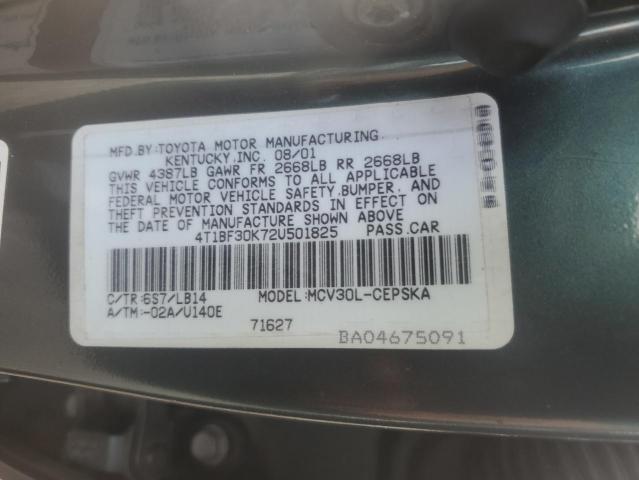 MFD.BY:TOYOTA MOTOR MANUFACTURING
KENTUCKY,INC. 08/01
GVWR 4387LB GAWR FR 2668LB RR 2668LB
THIS VEHICLE CONFORMS TO ALL APPLICABLE
FEDERAL MOTOR VEHICLE SAFETY,BUMPER, AND
THEFT PREVENTION STANDARDS IN EFFECT ON
THE DATE OF MANUFACTURE SHOWN ABOVE
4T1BF30K72U501825 PASS.CAR
C/TR:6S7/LB14 MODEL:MCV30L-CEPSKA
A/TM:-02A/U140E
71627
BA04675091